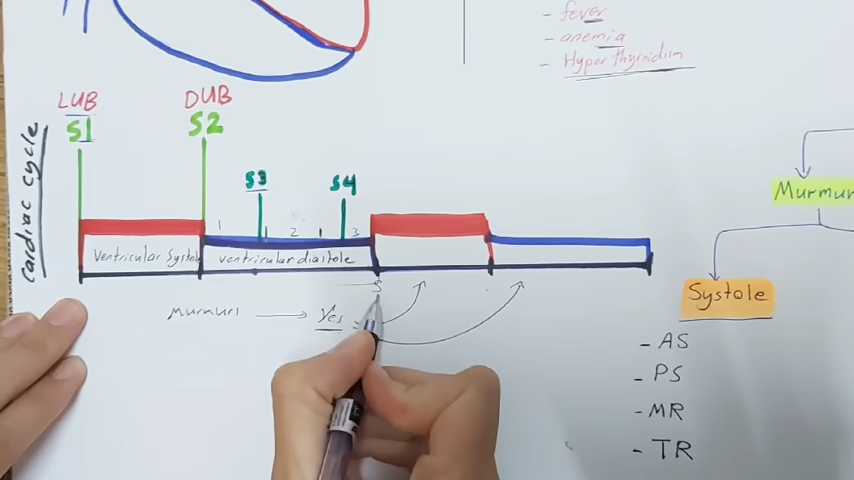 - fever
- anemia
- Hyper thyroidism
LUB
DUB
S1
S2
S3
S4
Cardiac cycle
1
2
3
Ventricular Systole
ventricular diastole
Murmur
Yes
Murmur
Systole
- AS
- PS
- MR
- TR